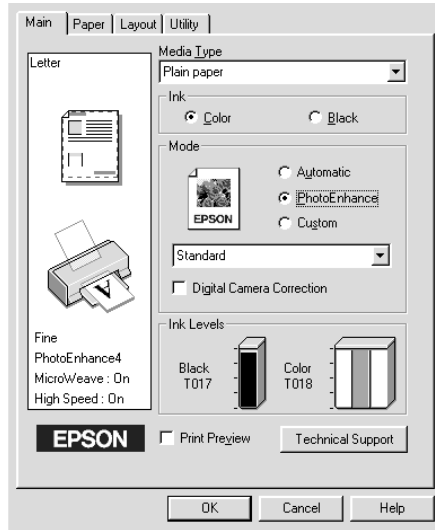 Main
Paper
Layout
Utility
Letter
Fine
PhotoEnhance4
MicroWeave : On
High Speed : On
EPSON
Media Type
Plain paper
Ink
Color
Black
Mode
EPSON
Automatic
PhotoEnhance
Custom
Standard
Digital Camera Correction
Ink Levels
Black
T017
Color
T018
Print Preview
Technical Support
OK
Cancel
Help